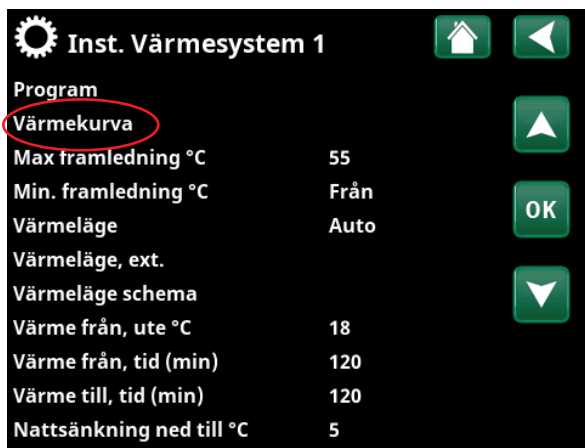 Inst. Värmesystem 1
Program
Värmekurva
Max framledning °C 55
Min. framledning °C Från
Värmeläge Auto
OK
Värmeläge, ext.
Värmeläge schema
Värme från, ute °C 18
Värme från, tid (min) 120
Värme till, tid (min) 120
Nattsänkning ned till °C 5